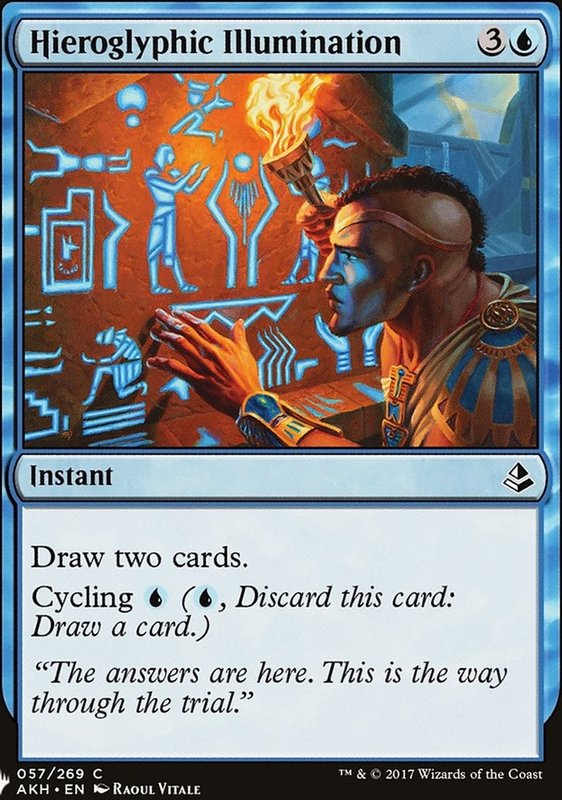 Hieroglyphic Illumination 3
Instant
Draw two cards.
Cycling (, Discard this card:
Draw a card.)
“The answers are here. This is the way
through the trial.”
057/269 C
AKH • EN Raoul Vitale
™ & © 2017 Wizards of the Coast